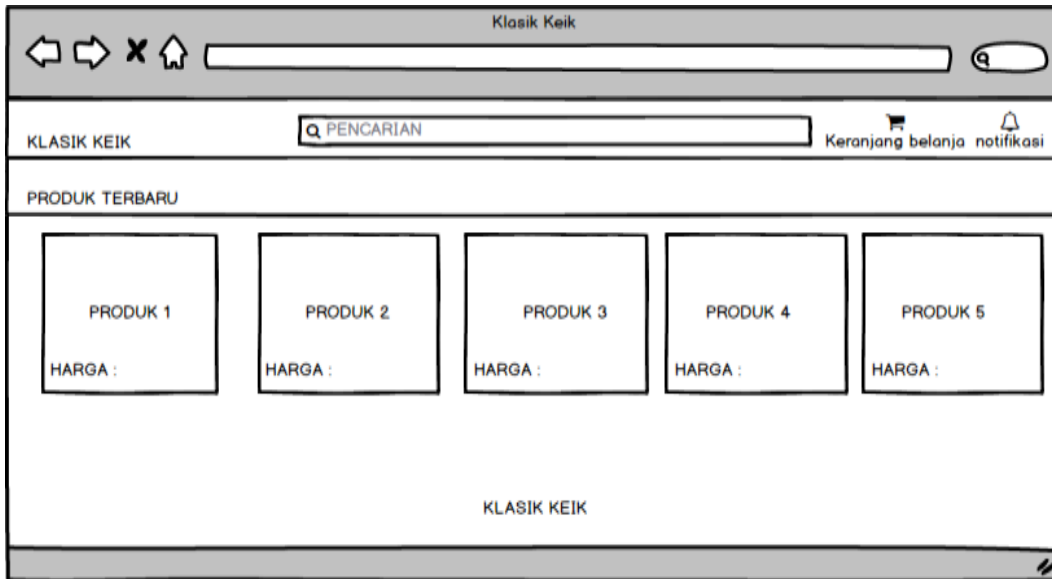 Klasik Keik
KLASIK KEIK
PENCARIAN
Keranjang belanja
notifikasi
PRODUK TERBARU
PRODUK 1
HARGA :
PRODUK 2
HARGA :
PRODUK 3
HARGA :
PRODUK 4
HARGA :
PRODUK 5
HARGA :
KLASIK KEIK